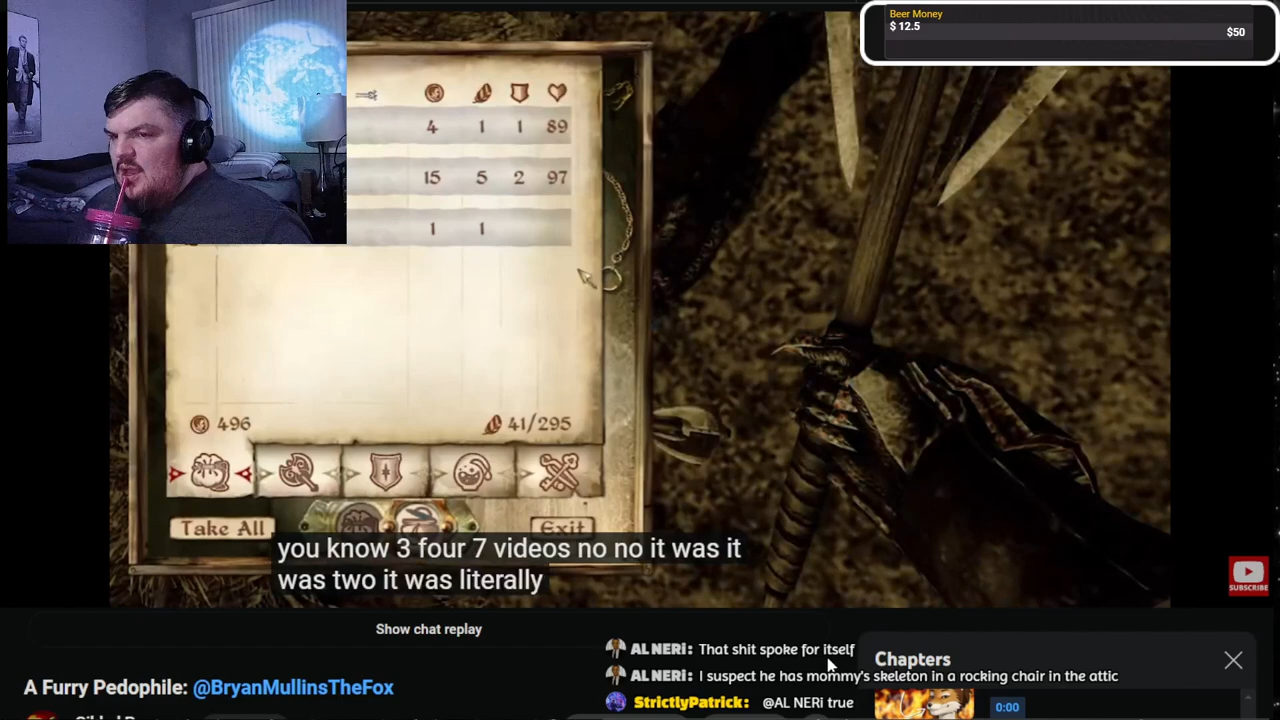 Beer Money
$ 12.5
$50
4 1 1 89
15 5 2 97
1 1
496
41/295
Take All
Exit
you know 3 four 7 videos no no it was it
was two it was literally
SUBSCRIBE
Show chat replay
AL NERi: That shit spoke for itself
Chapters
AL NERi: I suspect he has mommy's skeleton in a rocking chair in the attic
A Furry Pedophile: @BryanMullinsTheFox
StrictlyPatrick: @AL NERi true
0:00